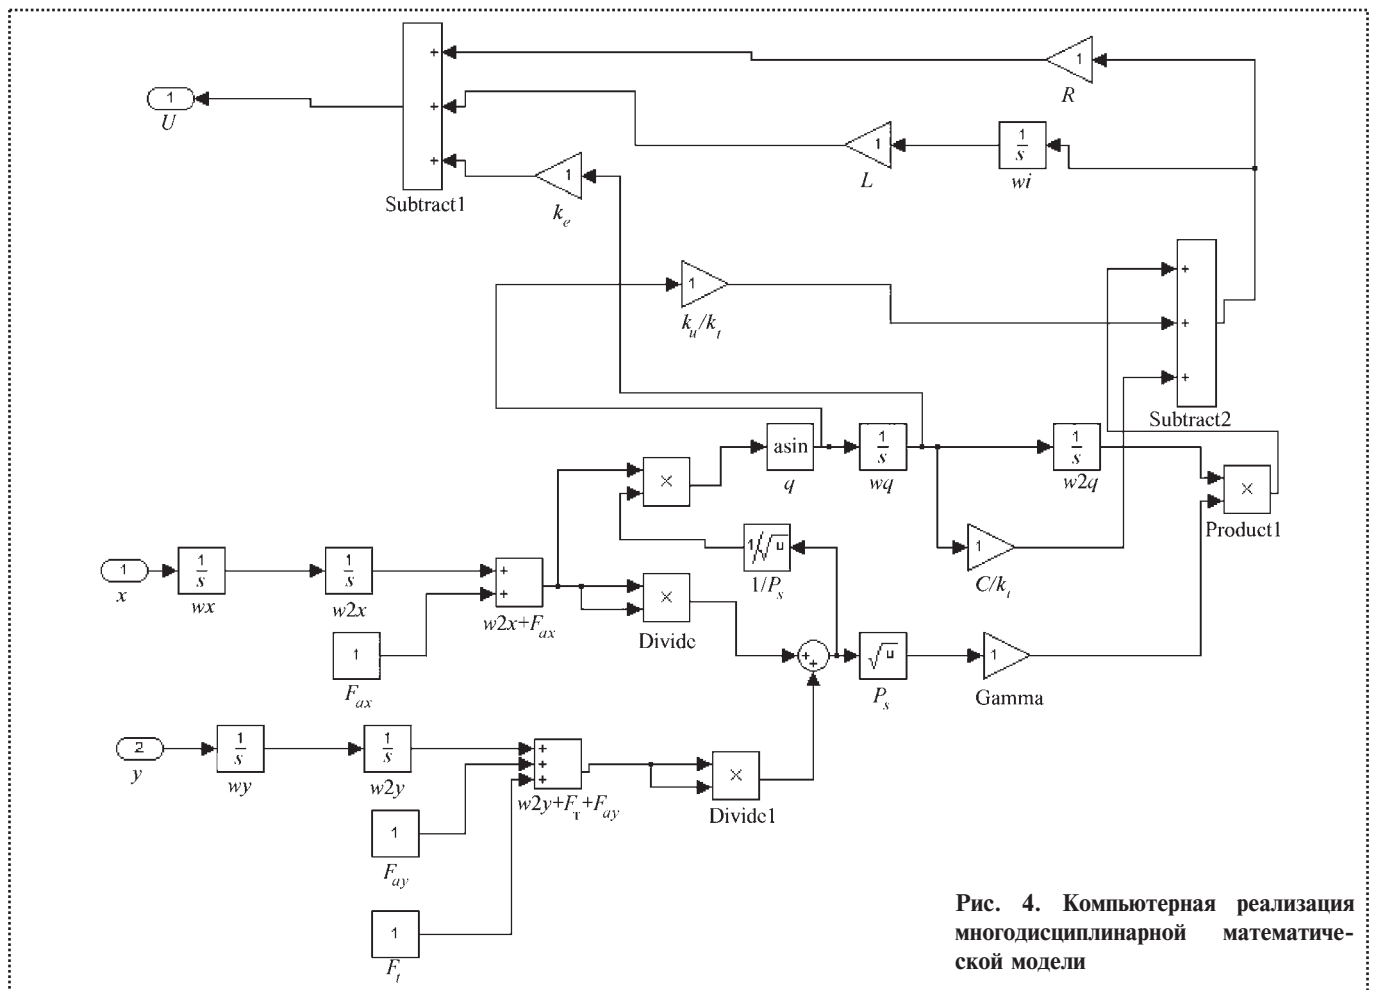 +
1
R
1
U
+
1
L
1/s
wi
+
1
k_e
Subtract1
+
1
k_u/k_t
+
+
Subtract2
asin
q
1/s
wq
1/s
w2q
×
×
Product1
1
x
1/s
wx
1/s
w2x
+
+
w2x+F_ax
1/√u
1/P_s
1
C/k_t
×
Divide
1
F_ax
+
+
√u
P_s
1
Gamma
2
y
1/s
wy
1/s
w2y
+
+
+
w2y+F_т+F_ay
×
Divide1
1
F_ay
1
F_t
Рис. 4. Компьютерная реализация
многодисциплинарной математиче-
ской модели